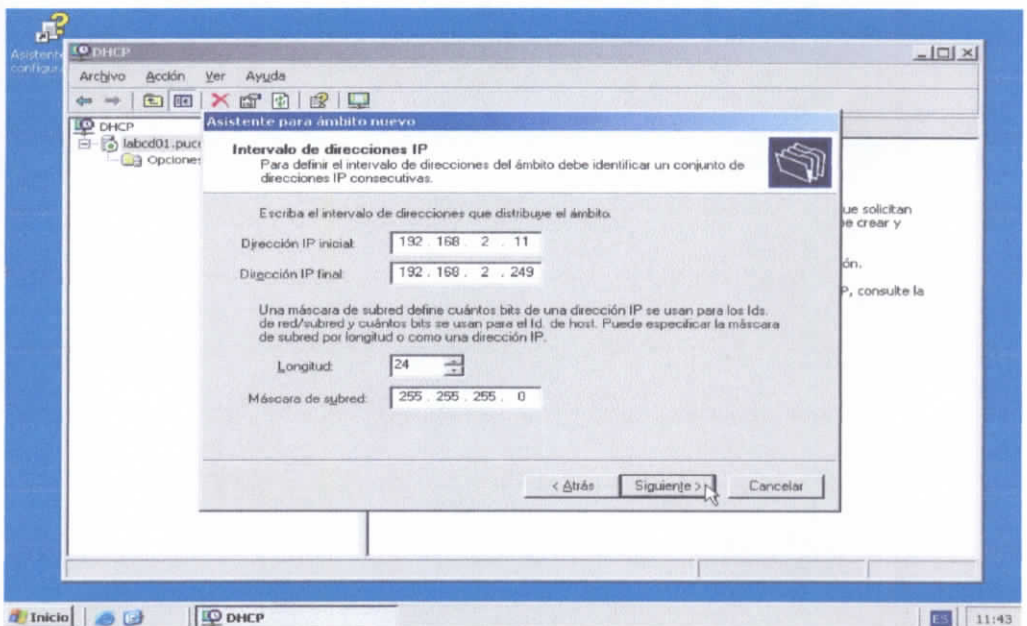 Asistente
configur
DHCP
Archivo Acción Ver Ayuda
DHCP
labcd01.puce
Opciones
Asistente para ámbito nuevo
Intervalo de direcciones IP
Para definir el intervalo de direcciones del ámbito debe identificar un conjunto de
direcciones IP consecutivas.
Escriba el intervalo de direcciones que distribuye el ámbito.
Dirección IP inicial: 192 . 168 . 2 . 11
Dirección IP final: 192 . 168 . 2 . 249
Una máscara de subred define cuántos bits de una dirección IP se usan para los Ids.
de red/subred y cuántos bits se usan para el Id. de host. Puede especificar la máscara
de subred por longitud o como una dirección IP.
Longitud: 24
Máscara de subred: 255 . 255 . 255 . 0
< Atrás Siguiente > Cancelar
ue solicitan
e crear y
ón.
P, consulte la
Inicio DHCP ES 11:43